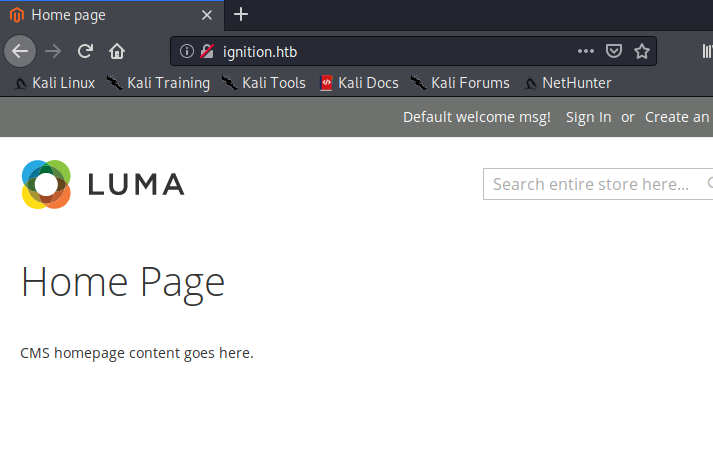 Home page
ignition.htb
Kali Linux Kali Training Kali Tools Kali Docs Kali Forums NetHunter
Default welcome msg! Sign In or Create an
LUMA
Search entire store here...
Home Page
CMS homepage content goes here.